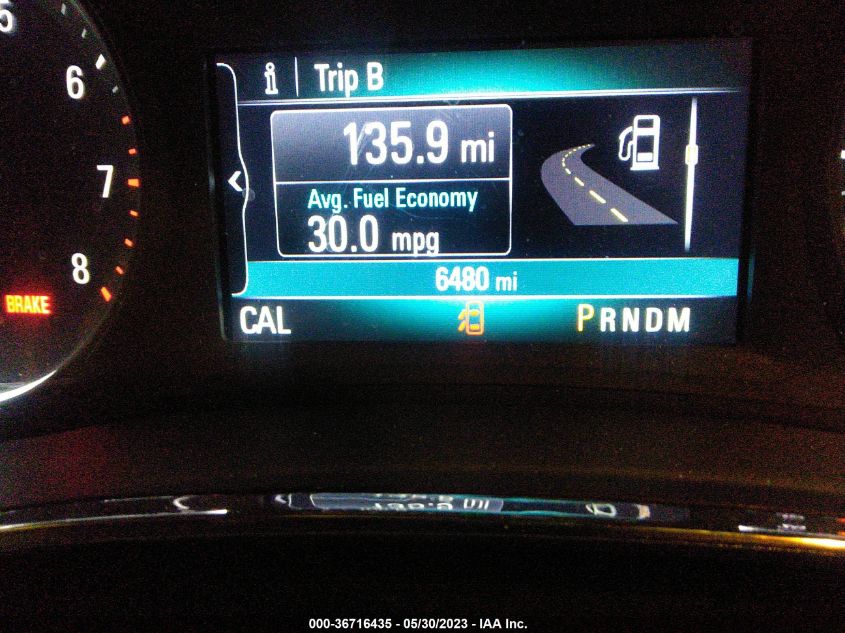 5
6
7
8
BRAKE
i Trip B
135.9 mi
Avg. Fuel Economy
30.0 mpg
6480 mi
CAL
PRNDM
000-36716435 - 05/30/2023 - IAA Inc.